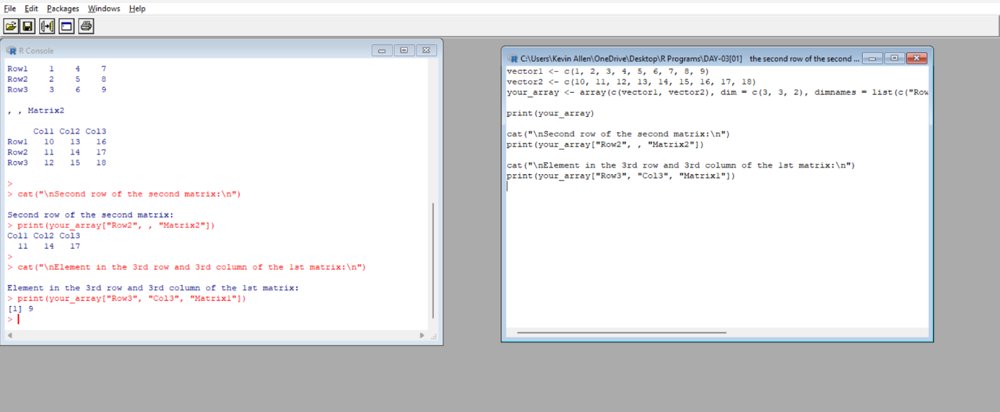 File Edit Packages Windows Help
R Console
Row1 1 4 7
Row2 2 5 8
Row3 3 6 9
, , Matrix2
Col1 Col2 Col3
Row1 10 13 16
Row2 11 14 17
Row3 12 15 18
>
> cat("\nSecond row of the second matrix:\n")
Second row of the second matrix:
> print(your_array["Row2", , "Matrix2"])
Col1 Col2 Col3
11 14 17
>
> cat("\nElement in the 3rd row and 3rd column of the 1st matrix:\n")
Element in the 3rd row and 3rd column of the 1st matrix:
> print(your_array["Row3", "Col3", "Matrix1"])
[1] 9
>
C:\Users\Kevin Allen\OneDrive\Desktop\R Programs\DAY-03[01] the second row of the second ...
vector1 <- c(1, 2, 3, 4, 5, 6, 7, 8, 9)
vector2 <- c(10, 11, 12, 13, 14, 15, 16, 17, 18)
your_array <- array(c(vector1, vector2), dim = c(3, 3, 2), dimnames = list(c("Row
print(your_array)
cat("\nSecond row of the second matrix:\n")
print(your_array["Row2", , "Matrix2"])
cat("\nElement in the 3rd row and 3rd column of the 1st matrix:\n")
print(your_array["Row3", "Col3", "Matrix1"])